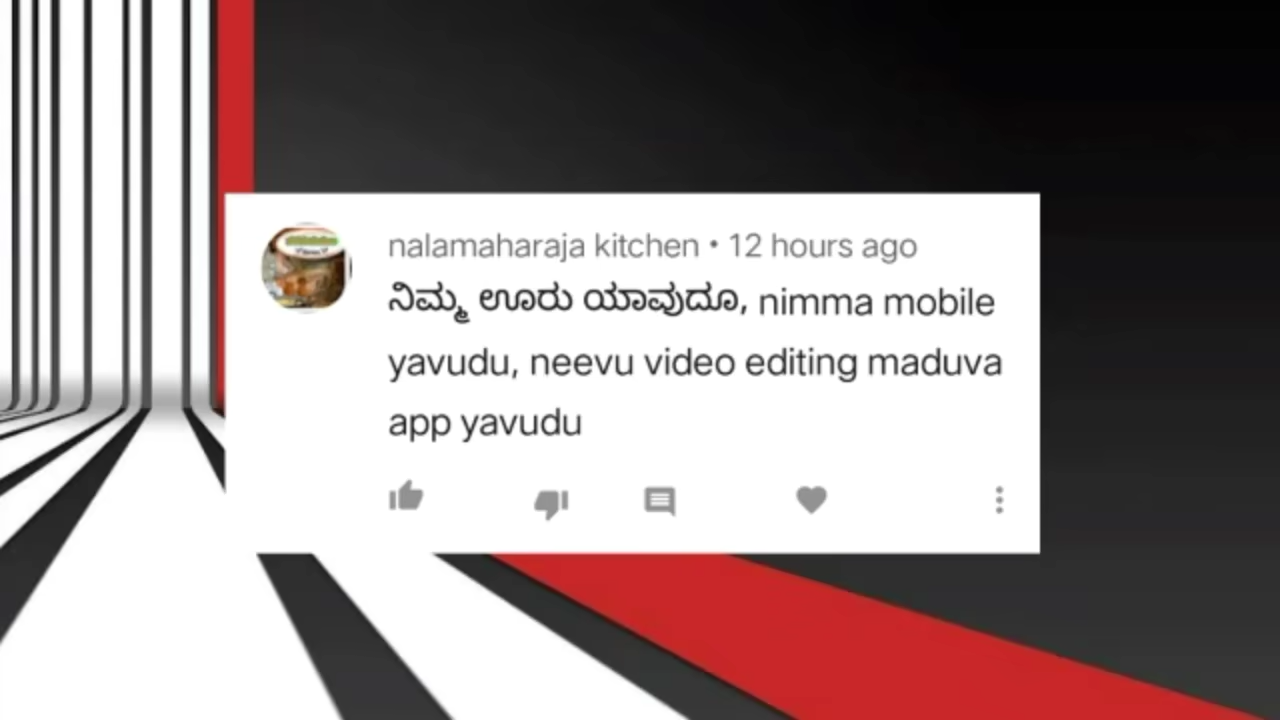 nalamaharaja kitchen • 12 hours ago
ನಿಮ್ಮ ಊರು ಯಾವುದೂ, nimma mobile
yavudu, neevu video editing maduva
app yavudu